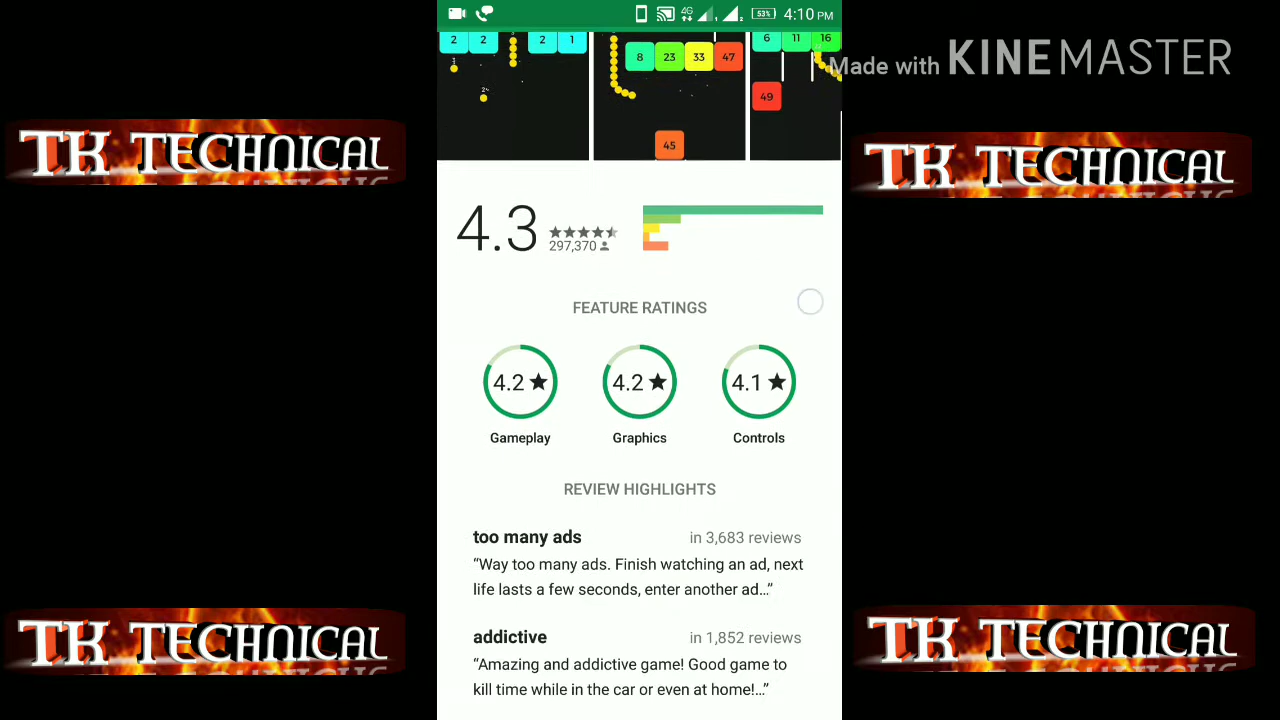 4G 1 2 53% 4:10 PM
Made with KINEMASTER
2 2 2 1
8 23 33 47
6 11 16
49
45
TK TECHNICAL
TK TECHNICAL
4.3
297,370
FEATURE RATINGS
4.2 4.2 4.1
Gameplay Graphics Controls
REVIEW HIGHLIGHTS
too many ads in 3,683 reviews
“Way too many ads. Finish watching an ad, next
life lasts a few seconds, enter another ad...”
addictive in 1,852 reviews
“Amazing and addictive game! Good game to
kill time while in the car or even at home!...”
TK TECHNICAL
TK TECHNICAL